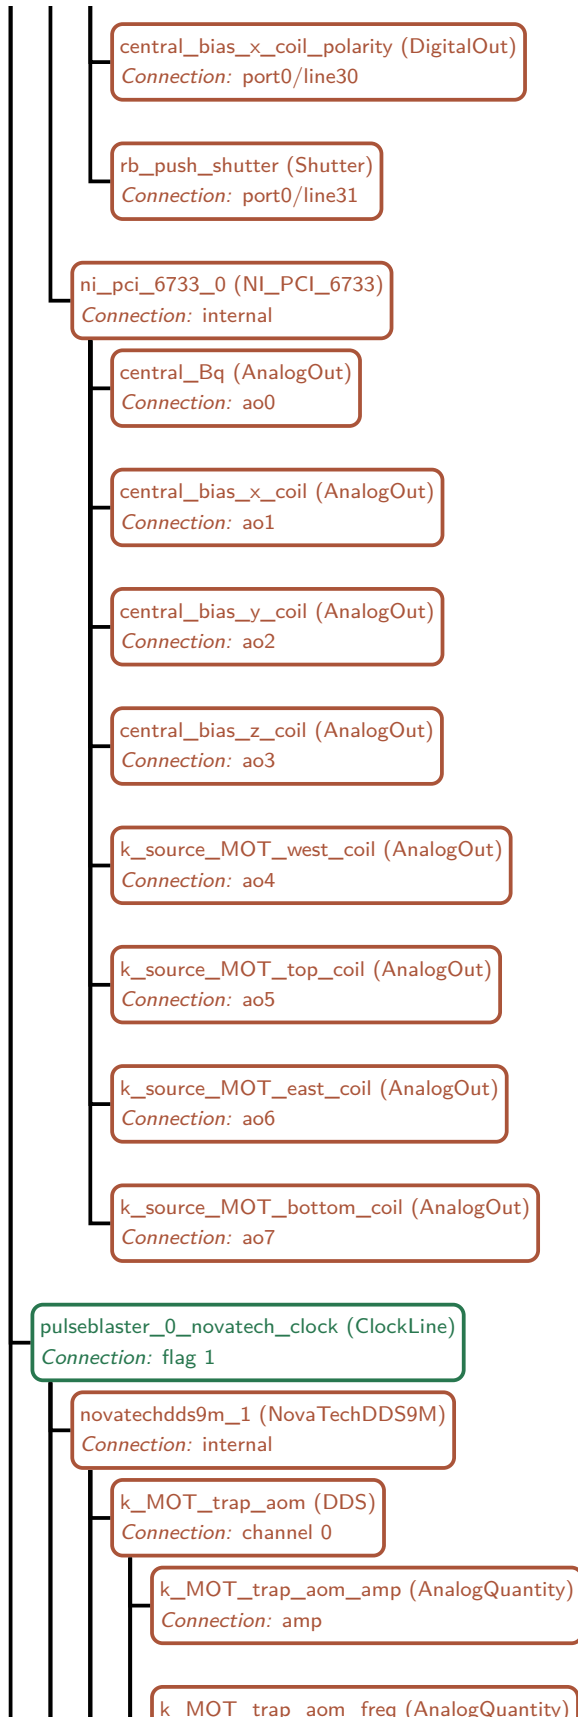 central_bias_x_coil_polarity (DigitalOut)
Connection: port0/line30
rb_push_shutter (Shutter)
Connection: port0/line31
ni_pci_6733_0 (NI_PCI_6733)
Connection: internal
central_Bq (AnalogOut)
Connection: ao0
central_bias_x_coil (AnalogOut)
Connection: ao1
central_bias_y_coil (AnalogOut)
Connection: ao2
central_bias_z_coil (AnalogOut)
Connection: ao3
k_source_MOT_west_coil (AnalogOut)
Connection: ao4
k_source_MOT_top_coil (AnalogOut)
Connection: ao5
k_source_MOT_east_coil (AnalogOut)
Connection: ao6
k_source_MOT_bottom_coil (AnalogOut)
Connection: ao7
pulseblaster_0_novatech_clock (ClockLine)
Connection: flag 1
novatechdds9m_1 (NovaTechDDS9M)
Connection: internal
k_MOT_trap_aom (DDS)
Connection: channel 0
k_MOT_trap_aom_amp (AnalogQuantity)
Connection: amp
k_MOT_trap_aom_freq (AnalogQuantity)